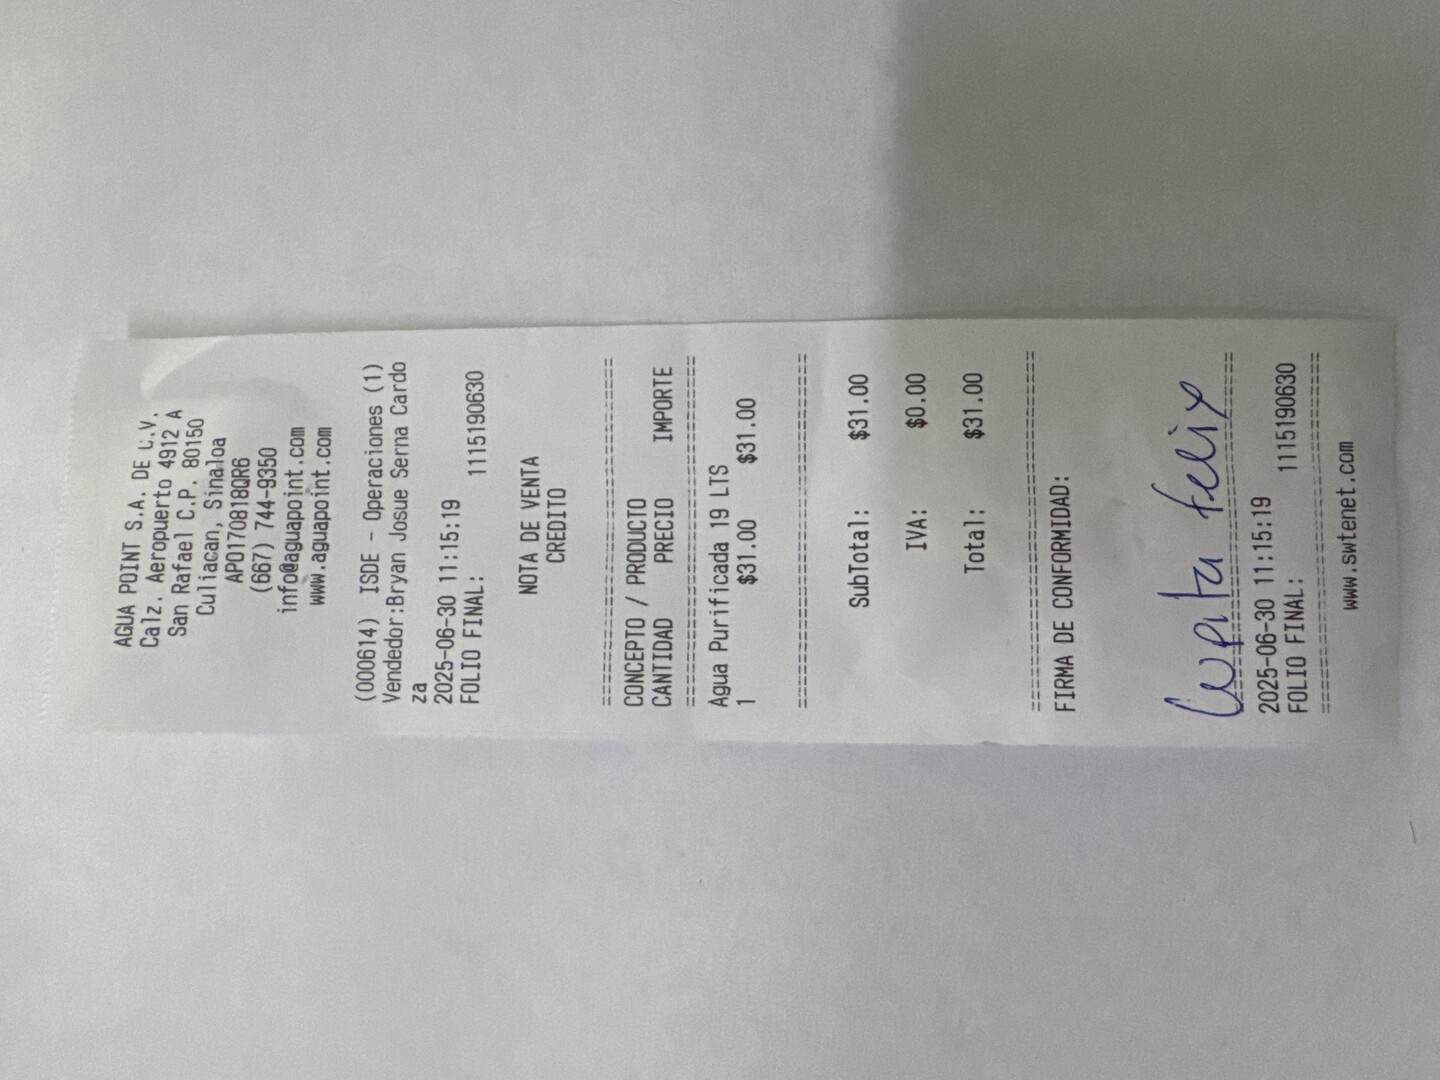 AGUA POINT S.A. DE C.V.
Calz. Aeropuerto 4912 A
San Rafael C.P. 80150
Culiacan, Sinaloa
APO170818QR6
(667) 744-9350
info@aguapoint.com
www.aguapoint.com
(000614) ISDE - Operaciones (1)
Vendedor:Bryan Josue Serna Cardo
za
2025-06-30 11:15:19
FOLIO FINAL: 1115190630
NOTA DE VENTA
CREDITO
================================
CONCEPTO / PRODUCTO
CANTIDAD PRECIO IMPORTE
================================
Agua Purificada 19 LTS
1 $31.00 $31.00
================================
SubTotal: $31.00
IVA: $0.00
Total: $31.00
================================
FIRMA DE CONFORMIDAD:
Lupita Felix
================================
2025-06-30 11:15:19
FOLIO FINAL: 1115190630
================================
www.swtenet.com